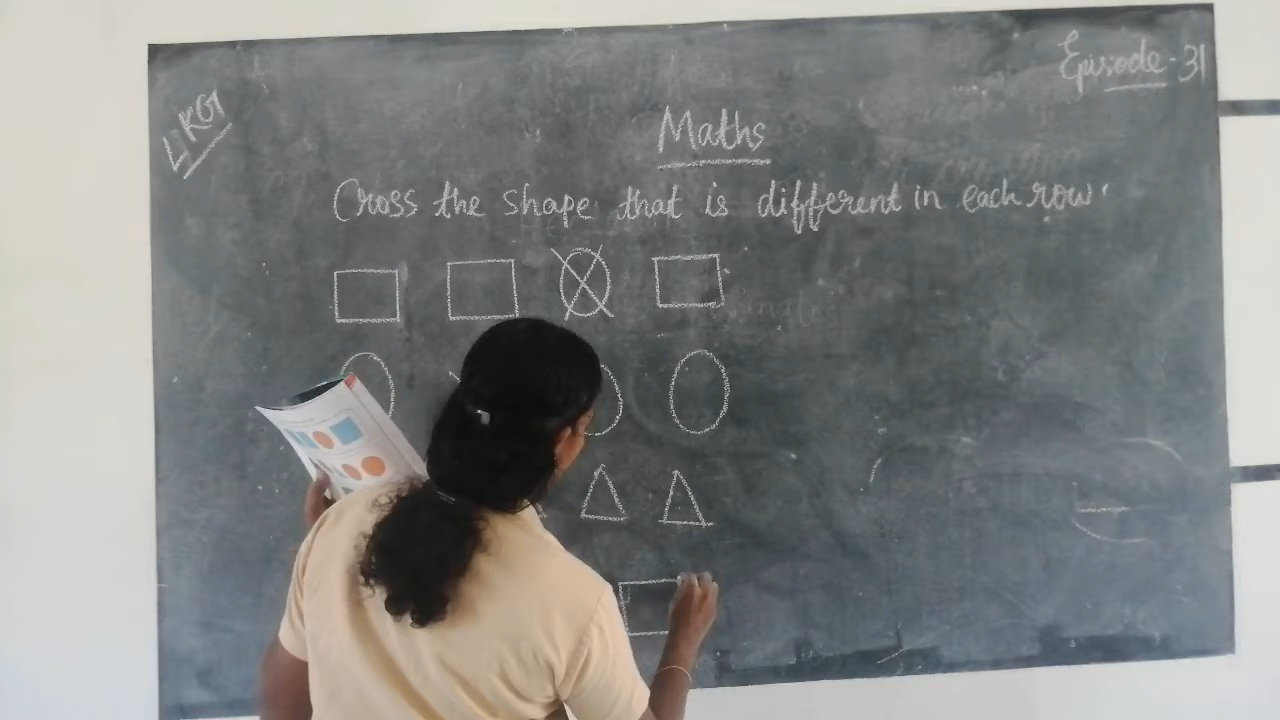 LKG
Episode-31
Maths
Cross the shape that is different in each row.